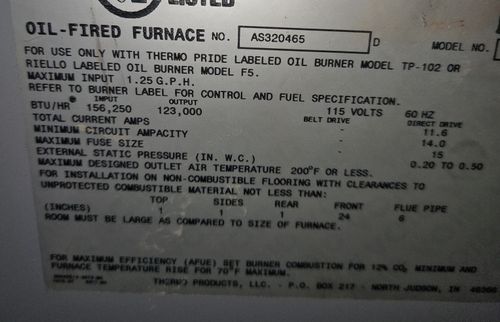 LISTED
OIL-FIRED FURNACE NO. AS320465 D MODEL NO.
FOR USE ONLY WITH THERMO PRIDE LABELED OIL BURNER MODEL TP-102 OR
RIELLO LABELED OIL BURNER MODEL F5.
MAXIMUM INPUT 1.25 G.P.H.
REFER TO BURNER LABEL FOR CONTROL AND FUEL SPECIFICATION.
INPUT OUTPUT
BTU/HR 156,250 123,000 115 VOLTS 60 HZ
BELT DRIVE DIRECT DRIVE
TOTAL CURRENT AMPS - 11.6
MINIMUM CIRCUIT AMPACITY - 14.0
MAXIMUM FUSE SIZE - 15
EXTERNAL STATIC PRESSURE (IN. W.C.) - 0.20 TO 0.50
MAXIMUM DESIGNED OUTLET AIR TEMPERATURE 200°F OR LESS.
FOR INSTALLATION ON NON-COMBUSTIBLE FLOORING WITH CLEARANCES TO
UNPROTECTED COMBUSTIBLE MATERIAL NOT LESS THAN:
TOP SIDES REAR FRONT FLUE PIPE
(INCHES) 1 1 1 24 6
ROOM MUST BE LARGE AS COMPARED TO SIZE OF FURNACE.
FOR MAXIMUM EFFICIENCY (AFUE) SET BURNER COMBUSTION FOR 12% CO2 MINIMUM AND
FURNACE TEMPERATURE RISE FOR 70°F MAXIMUM.
THERMO PRODUCTS, LLC. - P.O. BOX 217 - NORTH JUDSON, IN 46366